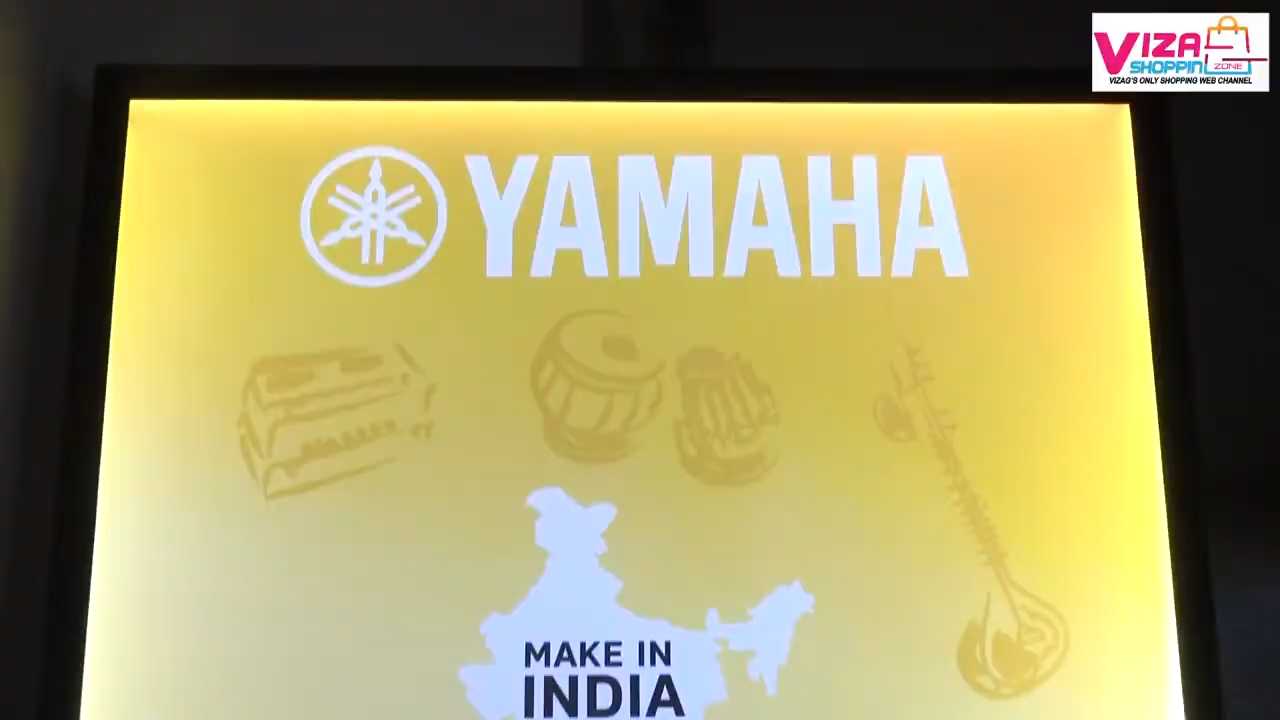 YAMAHA
MAKE IN
INDIA
VIZA
SHOPPIN
ZONE
VIZAG'S ONLY SHOPPING WEB CHANNEL